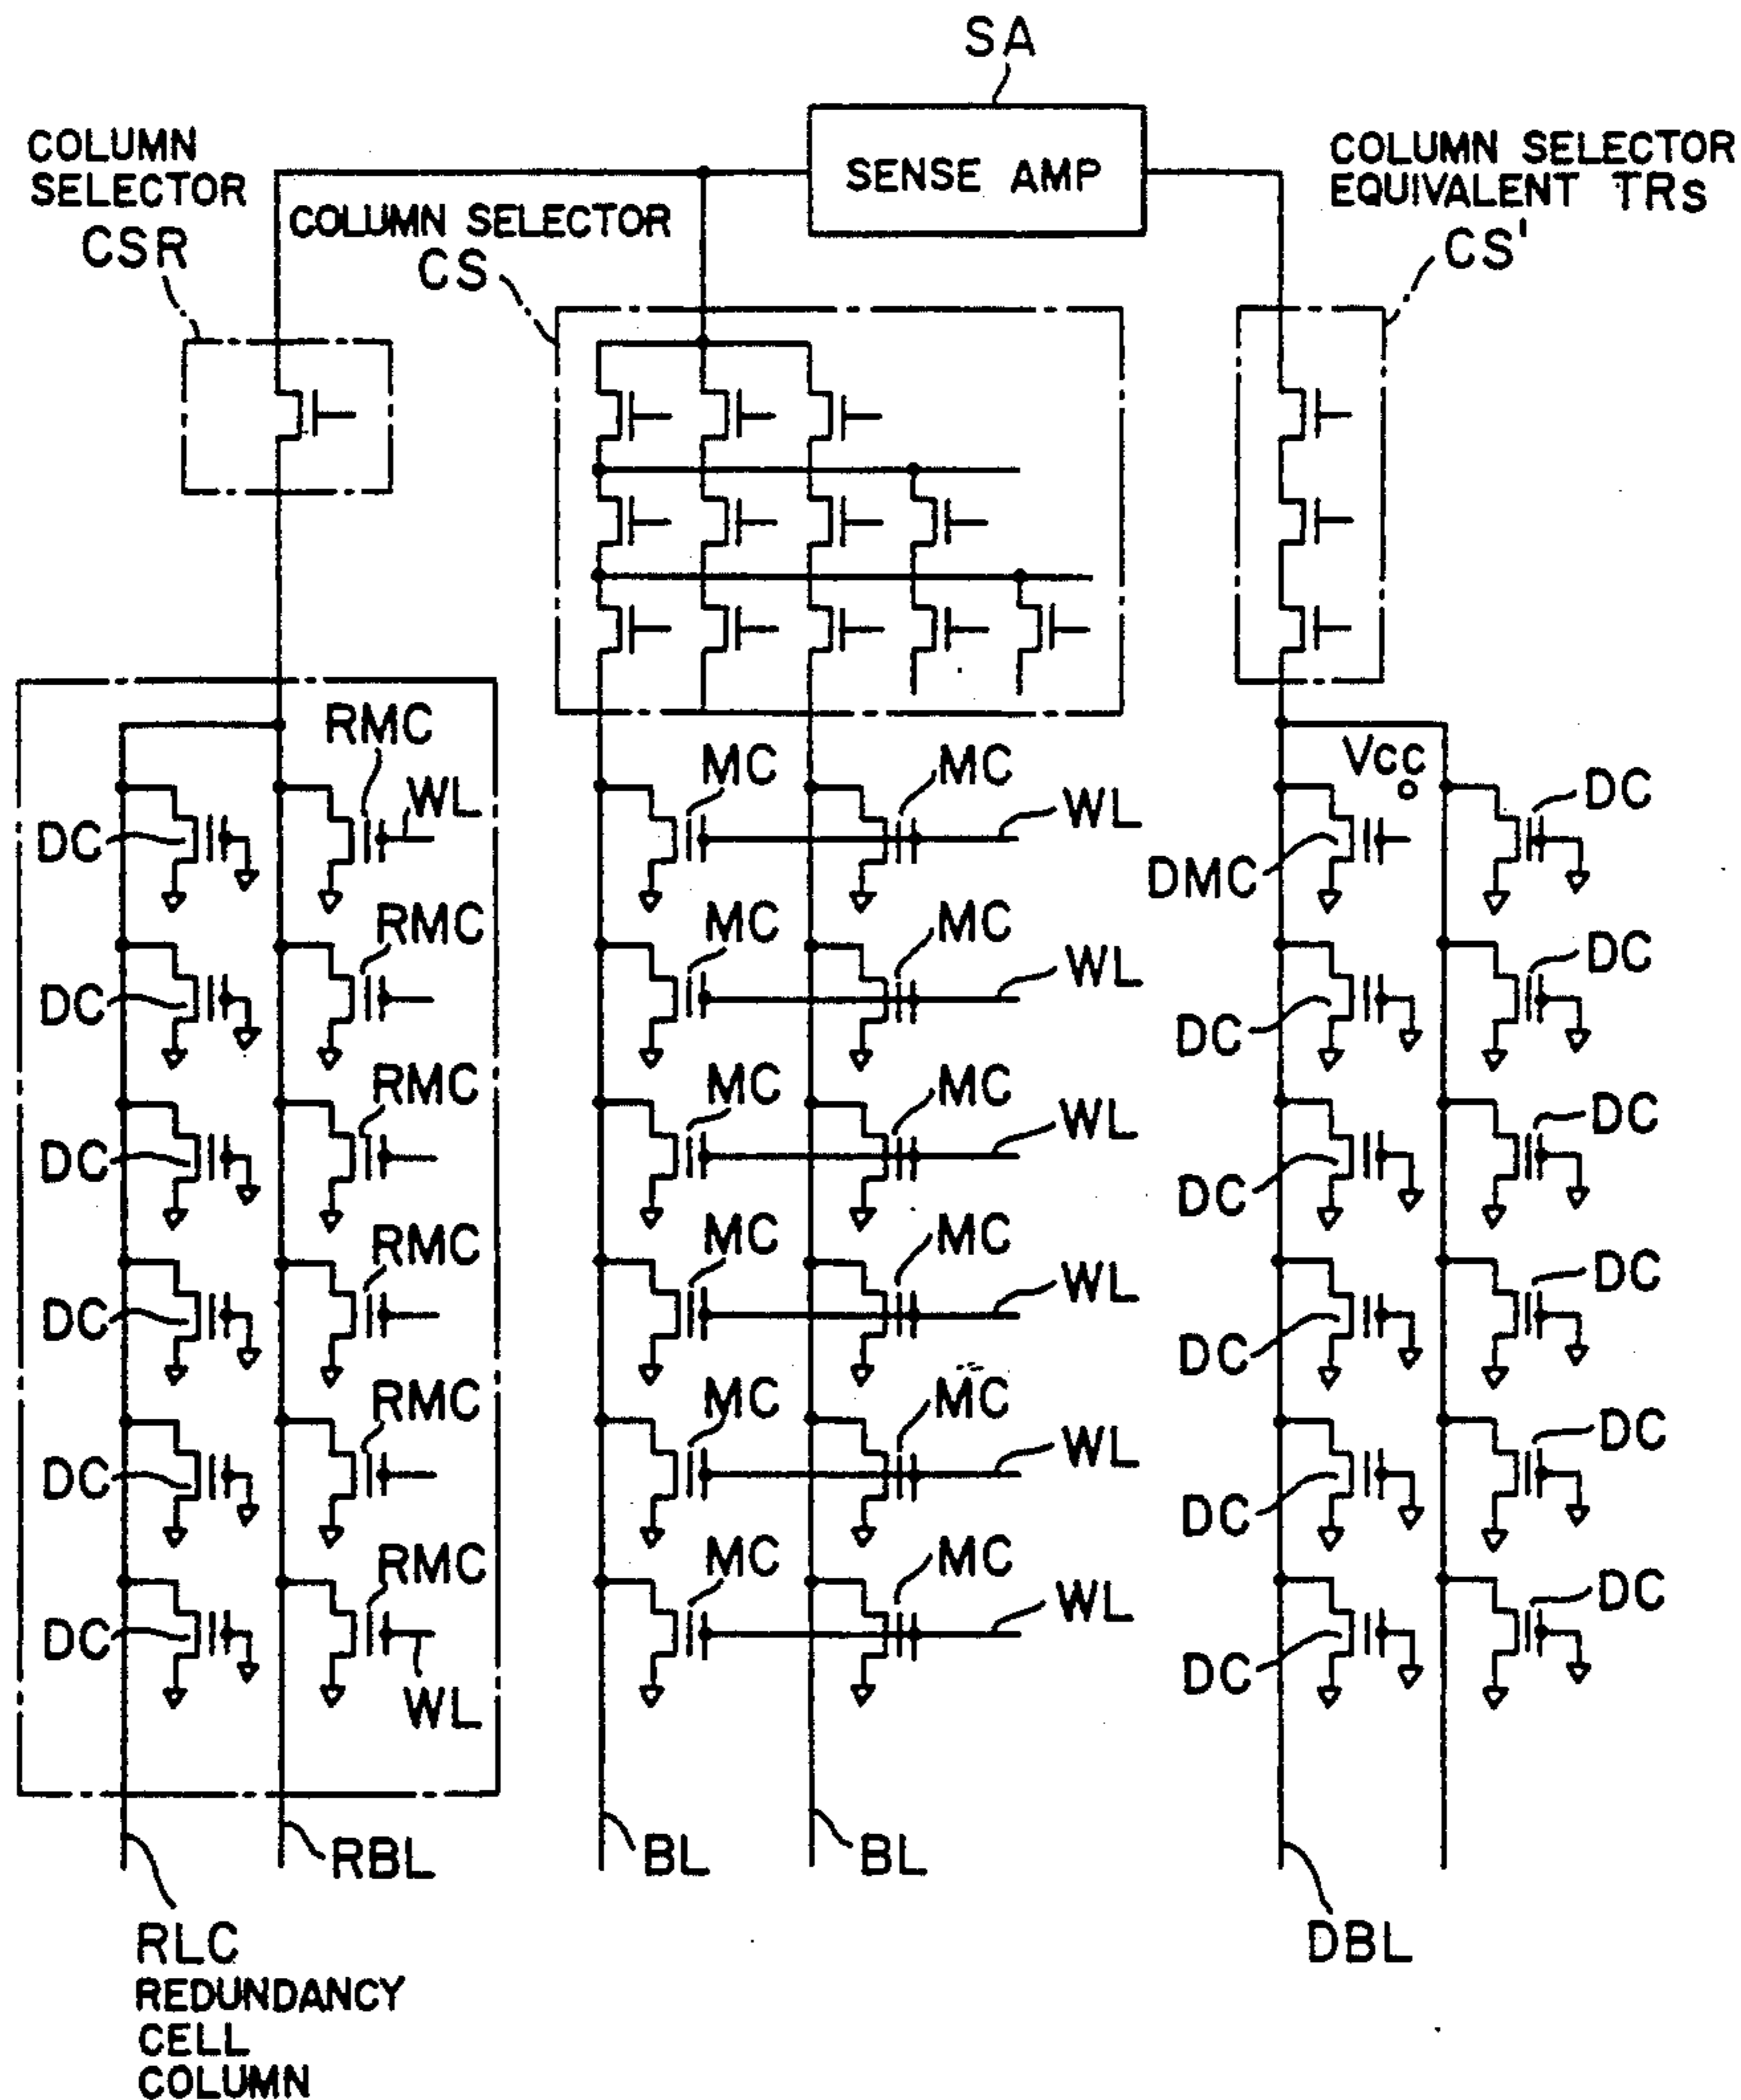 SA
COLUMN
SELECTOR
CSR
COLUMN SELECTOR
CS
SENSE AMP
COLUMN SELECTOR
EQUIVALENT TRs
CS'
RMC
WL
DC
MC
MC
WL
Vcc
DMC
DC
RMC
DC
MC
MC
WL
DC
DC
RMC
DC
MC
MC
WL
DC
DC
RMC
DC
MC
MC
WL
DC
DC
RMC
DC
MC
MC
WL
DC
DC
RMC
DC
WL
MC
MC
WL
DC
DC
RBL
BL
BL
DBL
RLC
REDUNDANCY
CELL
COLUMN